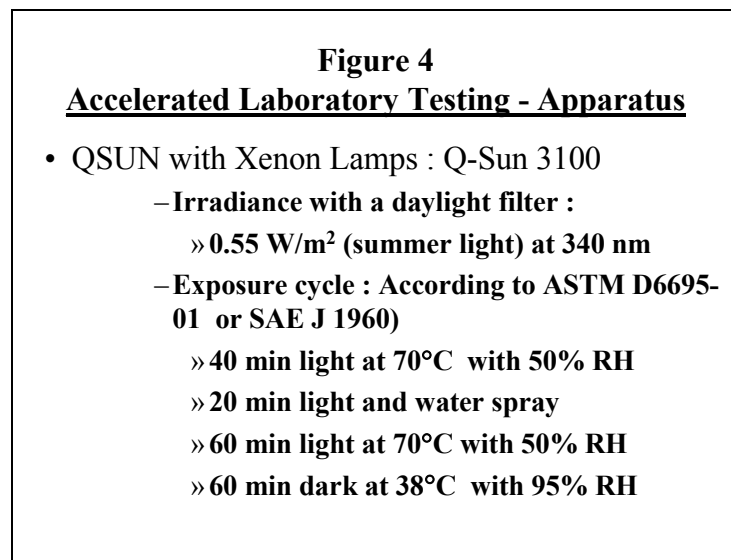 Figure 4
Accelerated Laboratory Testing - Apparatus
• QSUN with Xenon Lamps : Q-Sun 3100
–Irradiance with a daylight filter :
»0.55 W/m² (summer light) at 340 nm
–Exposure cycle : According to ASTM D6695-
01 or SAE J 1960)
»40 min light at 70°C with 50% RH
»20 min light and water spray
»60 min light at 70°C with 50% RH
»60 min dark at 38°C with 95% RH